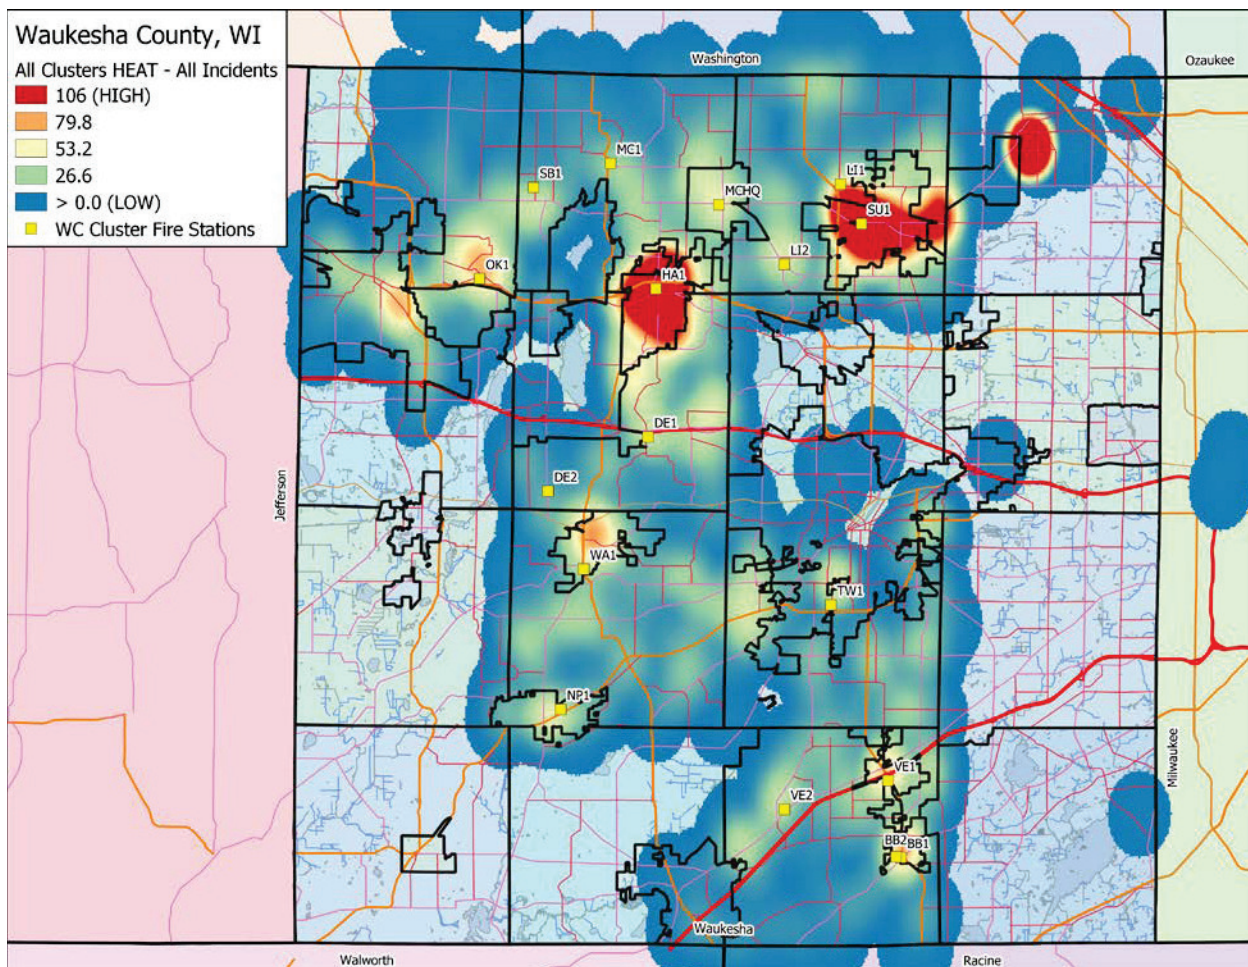 Waukesha County, WI
All Clusters HEAT - All Incidents
106 (HIGH)
79.8
53.2
26.6
> 0.0 (LOW)
WC Cluster Fire Stations
Washington
Ozaukee
MC1
LI1
SB1
MCHQ
SU1
LI2
OK1
HA1
DE1
DE2
Jefferson
WA1
TW1
NP1
Milwaukee
VE1
VE2
BB2
BB1
Waukesha
Walworth
Racine